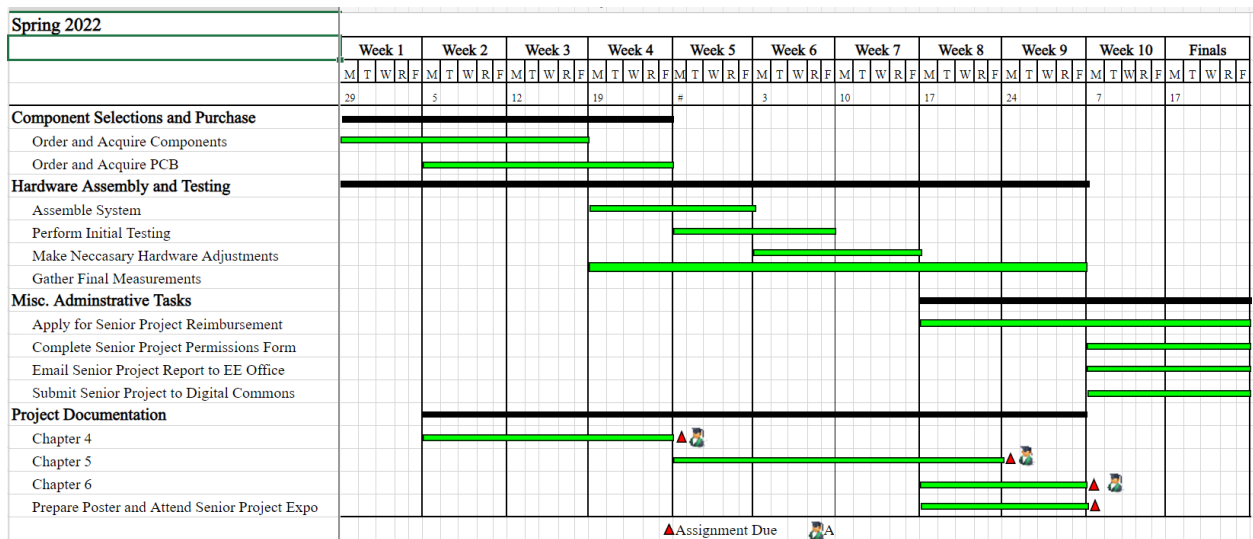 Spring 2022
Week 1 Week 2 Week 3 Week 4 Week 5 Week 6 Week 7 Week 8 Week 9 Week 10 Finals
M T W R F M T W R F M T W R F M T W R F M T W R F M T W R F M T W R F M T W R F M T W R F M T W R F M T W R F
29 5 12 19 # 3 10 17 24 7 17
Component Selections and Purchase
Order and Acquire Components
Order and Acquire PCB
Hardware Assembly and Testing
Assemble System
Perform Initial Testing
Make Neccasary Hardware Adjustments
Gather Final Measurements
Misc. Adminstrative Tasks
Apply for Senior Project Reimbursement
Complete Senior Project Permissions Form
Email Senior Project Report to EE Office
Submit Senior Project to Digital Commons
Project Documentation
Chapter 4
Chapter 5
Chapter 6
Prepare Poster and Attend Senior Project Expo
Assignment Due A